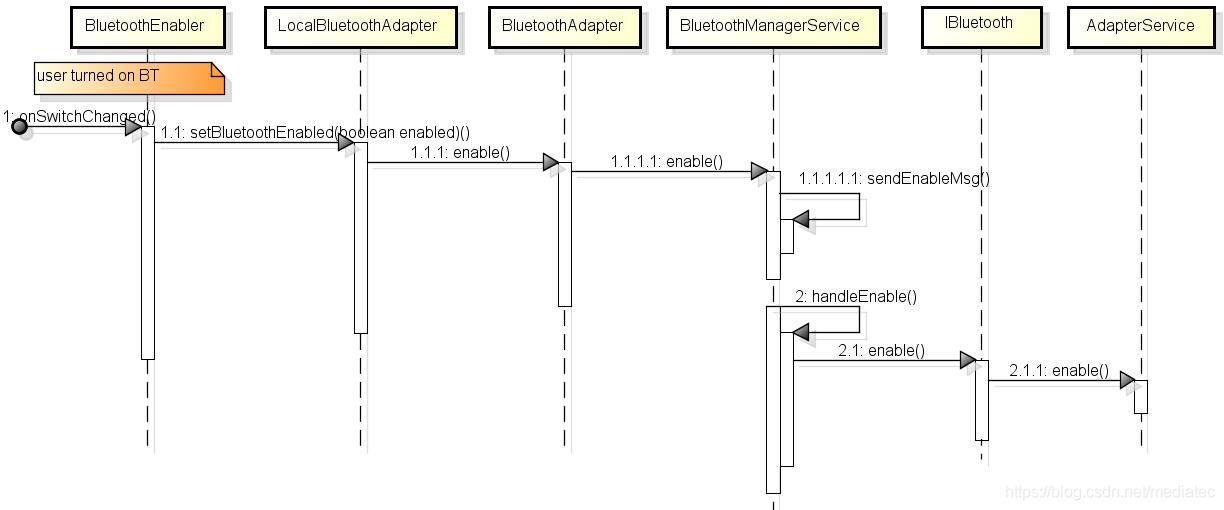 BluetoothEnabler
LocalBluetoothAdapter
BluetoothAdapter
BluetoothManagerService
IBluetooth
AdapterService
user turned on BT
1: onSwitchChanged()
1.1: setBluetoothEnabled(boolean enabled)()
1.1.1: enable()
1.1.1.1: enable()
1.1.1.1.1: sendEnableMsg()
2: handleEnable()
2.1: enable()
2.1.1: enable()
https://blog.csdn.net/mediatec